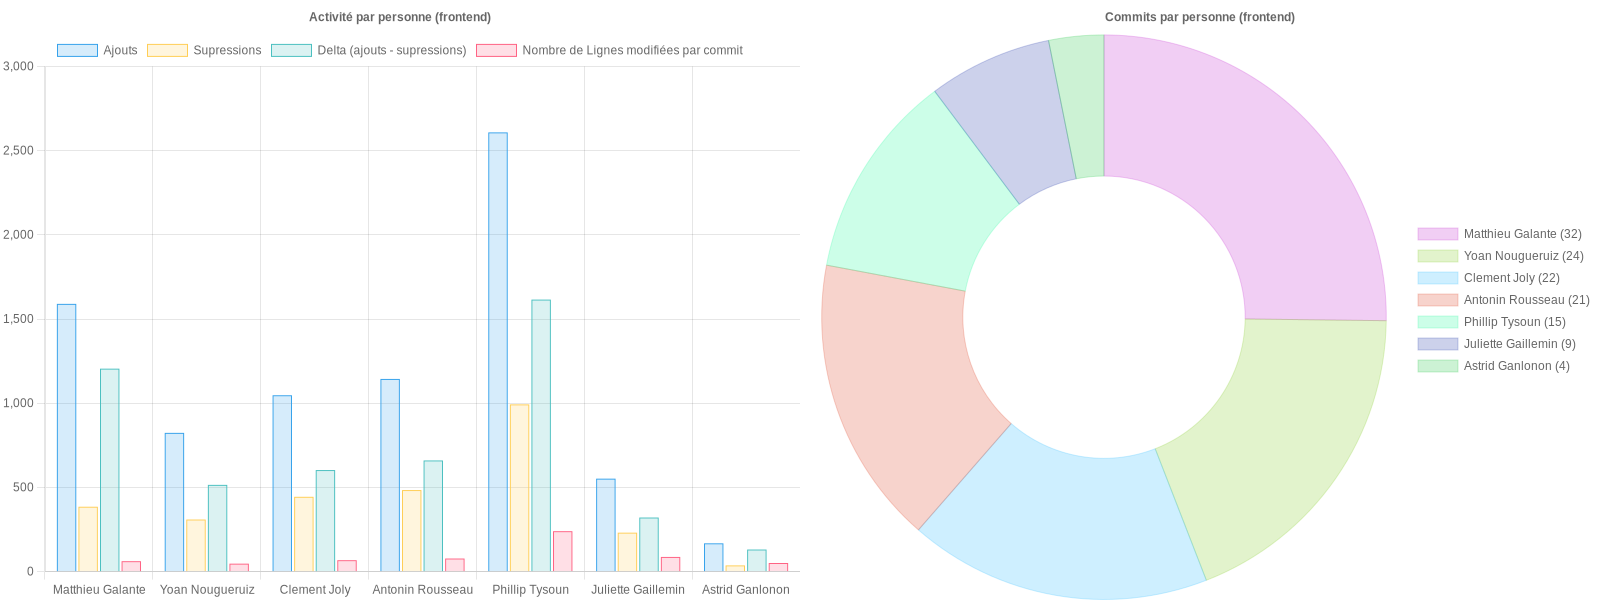 Activité par personne (frontend)
Ajouts Supressions Delta (ajouts - supressions) Nombre de Lignes modifiées par commit
3,000
2,500
2,000
1,500
1,000
500
0
Matthieu Galante Yoan Nougueruiz Clement Joly Antonin Rousseau Phillip Tysoun Juliette Gaillemin Astrid Ganlonon
Commits par personne (frontend)
Matthieu Galante (32)
Yoan Nougueruiz (24)
Clement Joly (22)
Antonin Rousseau (21)
Phillip Tysoun (15)
Juliette Gaillemin (9)
Astrid Ganlonon (4)